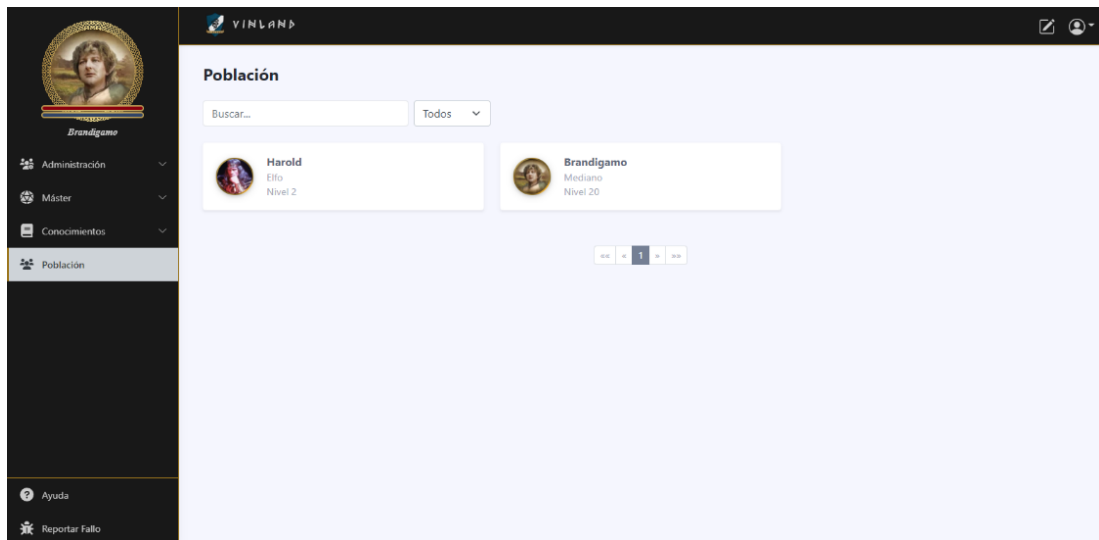 VINLAND
Brandigamo
Administración
Máster
Conocimientos
Población
Ayuda
Reportar Fallo
Población
Buscar...
Todos
Harold
Elfo
Nivel 2
Brandigamo
Mediano
Nivel 20
«« « 1 » »»